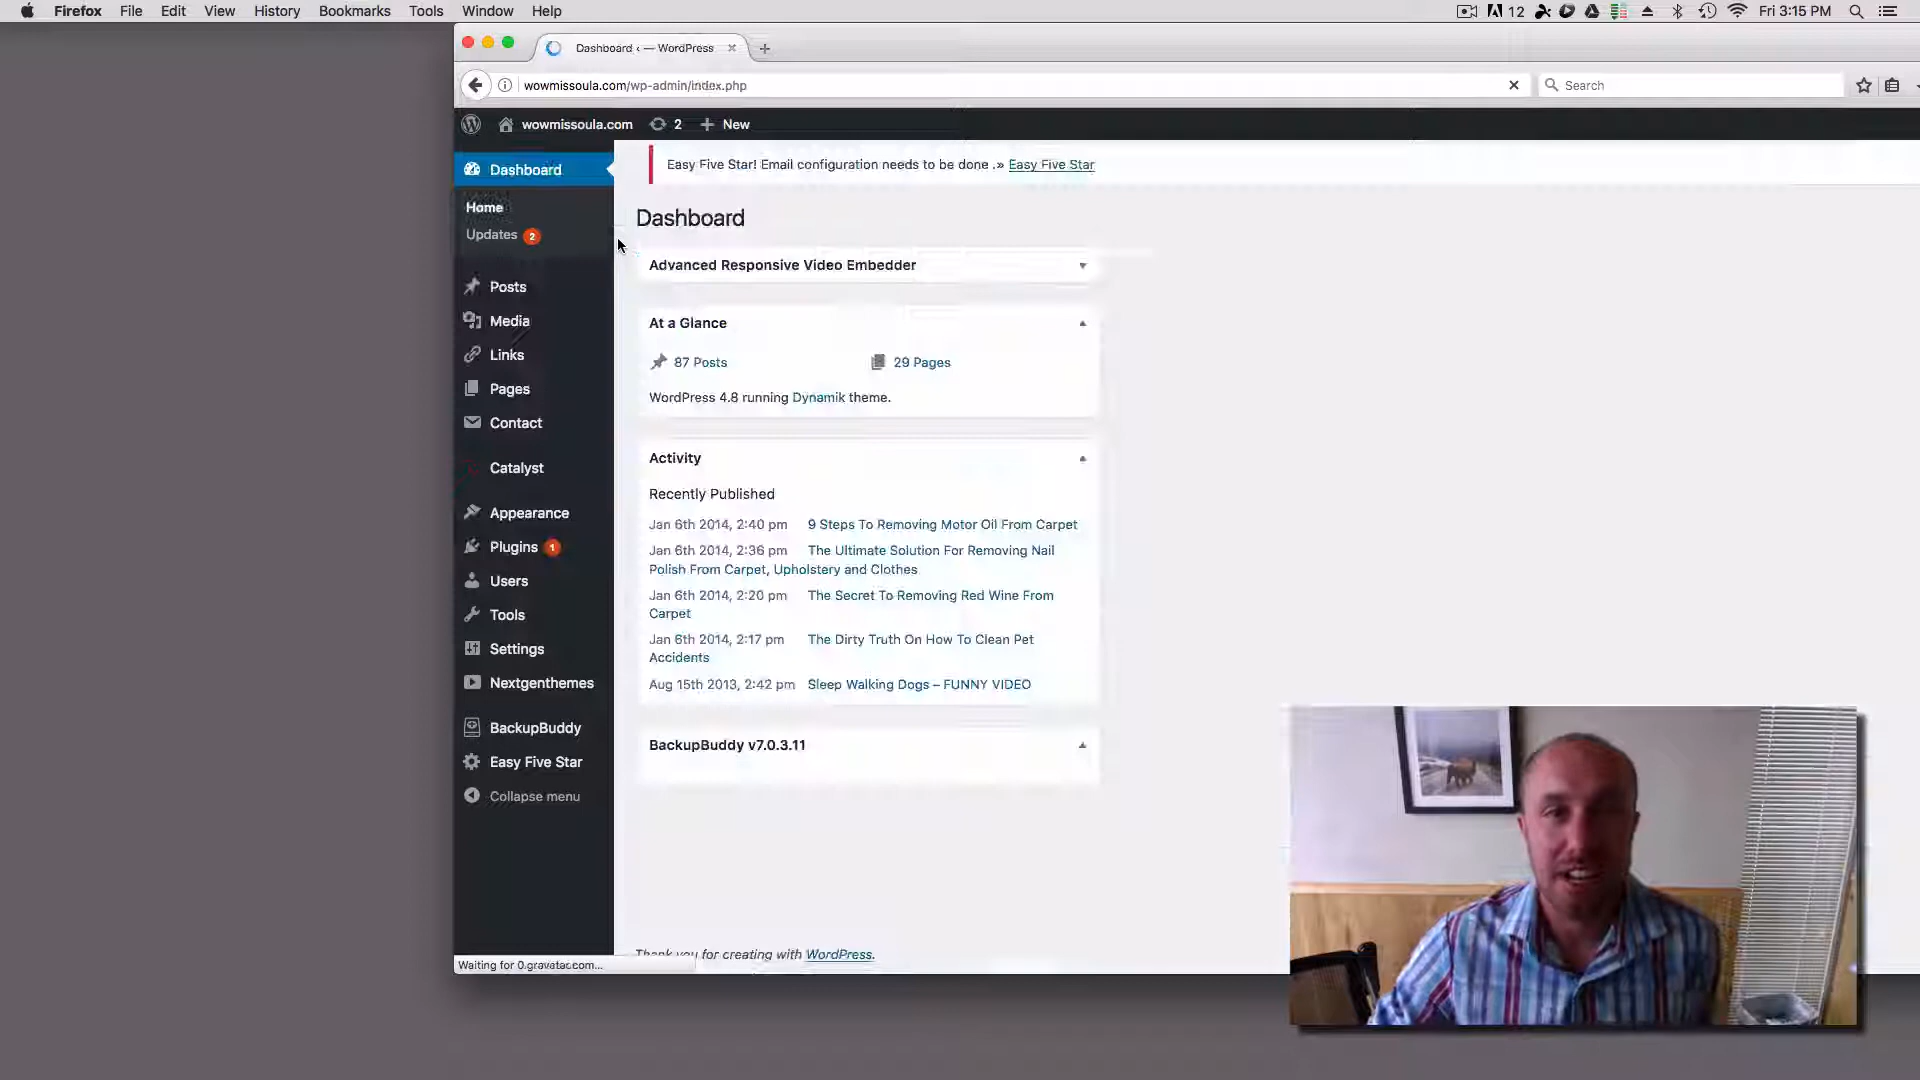 Firefox File Edit View History Bookmarks Tools Window Help 12 Fri 3:15 PM
Dashboard ‹ — WordPress
wowmissoula.com/wp-admin/index.php Search
wowmissoula.com 2 New
Easy Five Star! Email configuration needs to be done .» Easy Five Star
Dashboard
Home
Updates 2
Posts
Media
Links
Pages
Contact
Catalyst
Appearance
Plugins 1
Users
Tools
Settings
Nextgenthemes
BackupBuddy
Easy Five Star
Collapse menu
Dashboard
Advanced Responsive Video Embedder
At a Glance
87 Posts 29 Pages
WordPress 4.8 running Dynamik theme.
Activity
Recently Published
Jan 6th 2014, 2:40 pm 9 Steps To Removing Motor Oil From Carpet
Jan 6th 2014, 2:36 pm The Ultimate Solution For Removing Nail
Polish From Carpet, Upholstery and Clothes
Jan 6th 2014, 2:20 pm The Secret To Removing Red Wine From
Carpet
Jan 6th 2014, 2:17 pm The Dirty Truth On How To Clean Pet
Accidents
Aug 15th 2013, 2:42 pm Sleep Walking Dogs – FUNNY VIDEO
BackupBuddy v7.0.3.11
Thank you for creating with WordPress.
Waiting for 0.gravatar.com...